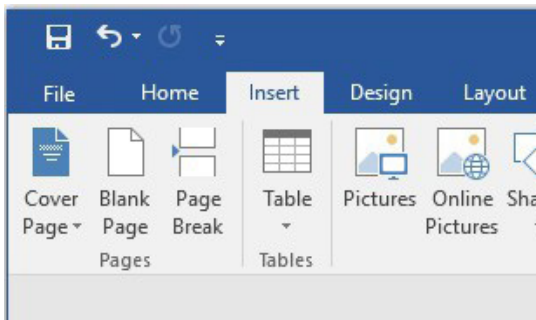 File Home Insert Design Layout
Cover Blank Page Table Pictures Online
Page Page Break Pictures
Pages Tables